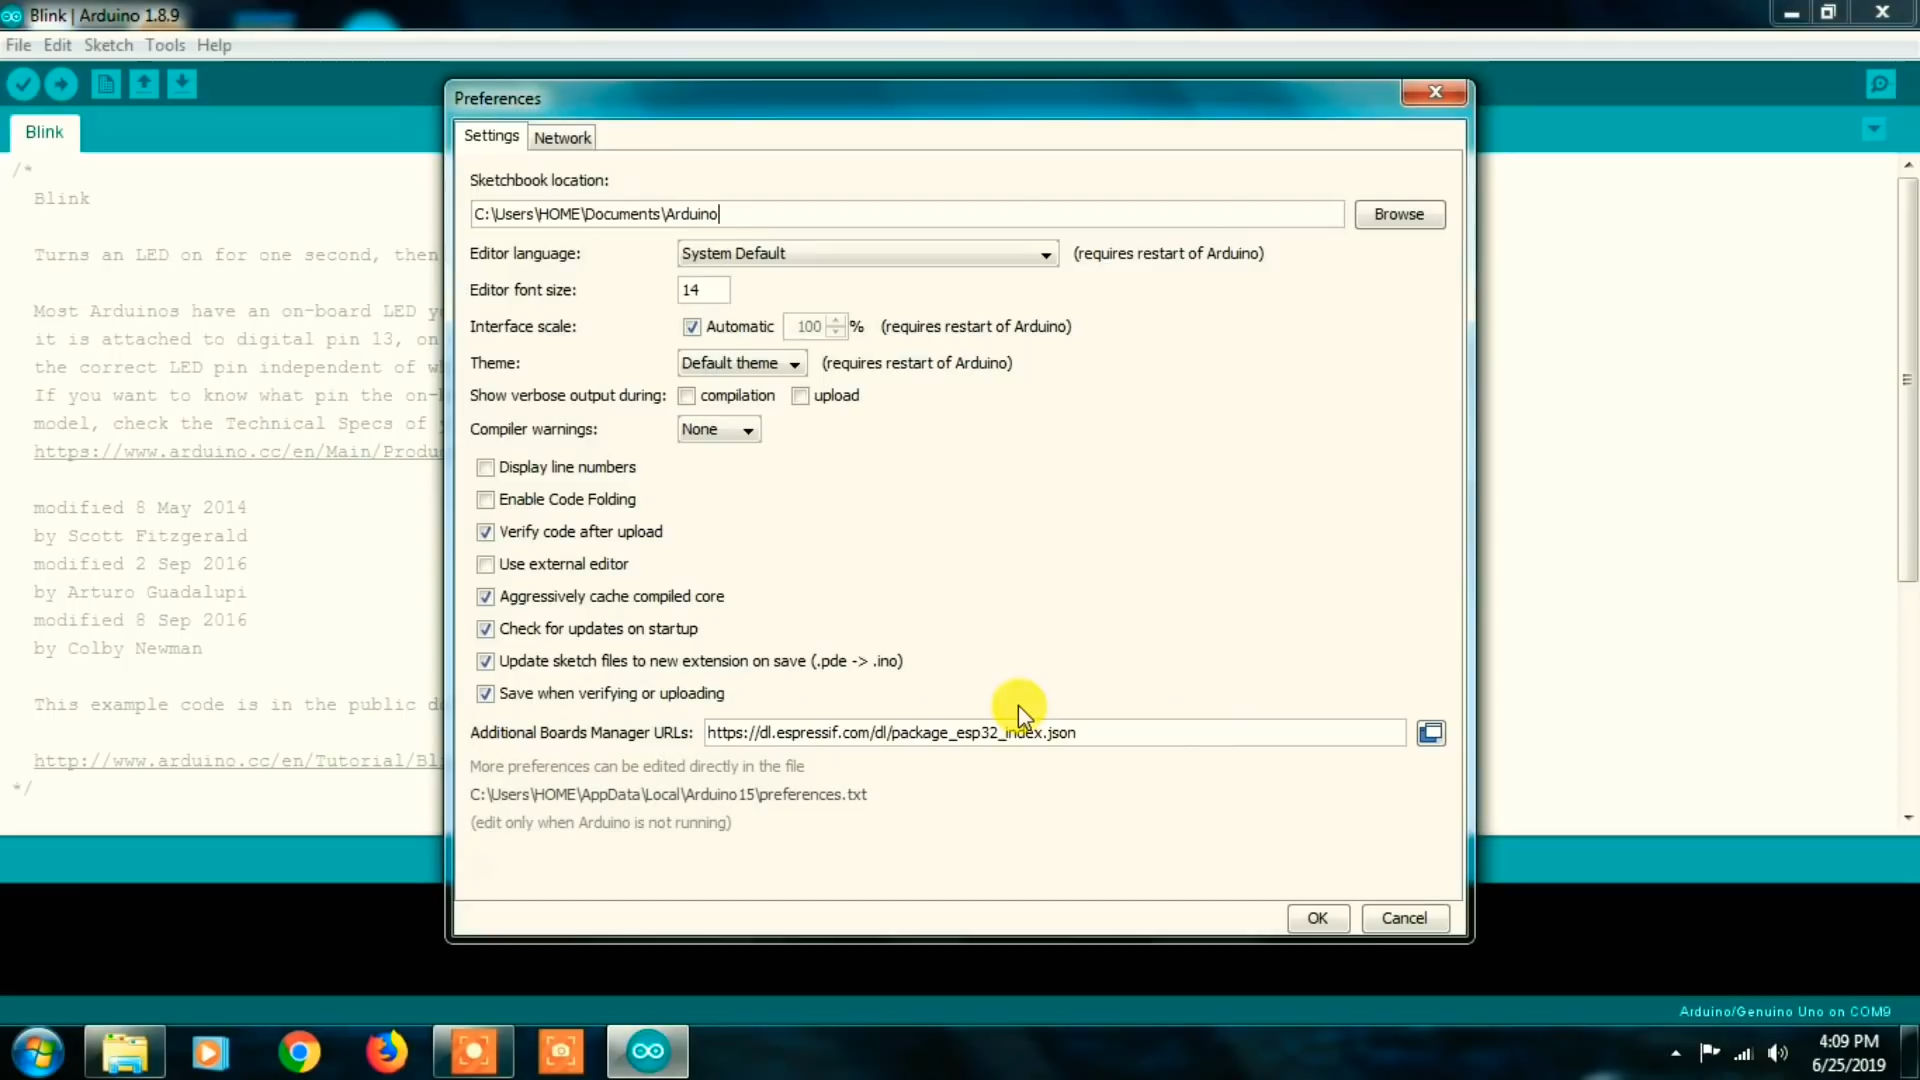 Blink | Arduino 1.8.9
File Edit Sketch Tools Help
Blink
/*
Blink
Turns an LED on for one second, then
Most Arduinos have an on-board LED y
it is attached to digital pin 13, on
the correct LED pin independent of wh
If you want to know what pin the on-b
model, check the Technical Specs of y
https://www.arduino.cc/en/Main/Produ
modified 8 May 2014
by Scott Fitzgerald
modified 2 Sep 2016
by Arturo Guadalupi
modified 8 Sep 2016
by Colby Newman
This example code is in the public d
http://www.arduino.cc/en/Tutorial/Bl
*/
Preferences
Settings Network
Sketchbook location:
C:\Users\HOME\Documents\Arduino
Browse
Editor language: System Default (requires restart of Arduino)
Editor font size: 14
Interface scale: Automatic 100 % (requires restart of Arduino)
Theme: Default theme (requires restart of Arduino)
Show verbose output during: compilation upload
Compiler warnings: None
Display line numbers
Enable Code Folding
Verify code after upload
Use external editor
Aggressively cache compiled core
Check for updates on startup
Update sketch files to new extension on save (.pde -> .ino)
Save when verifying or uploading
Additional Boards Manager URLs: https://dl.espressif.com/dl/package_esp32_index.json
More preferences can be edited directly in the file
C:\Users\HOME\AppData\Local\Arduino15\preferences.txt
(edit only when Arduino is not running)
OK Cancel
Arduino/Genuino Uno on COM9
4:09 PM
6/25/2019